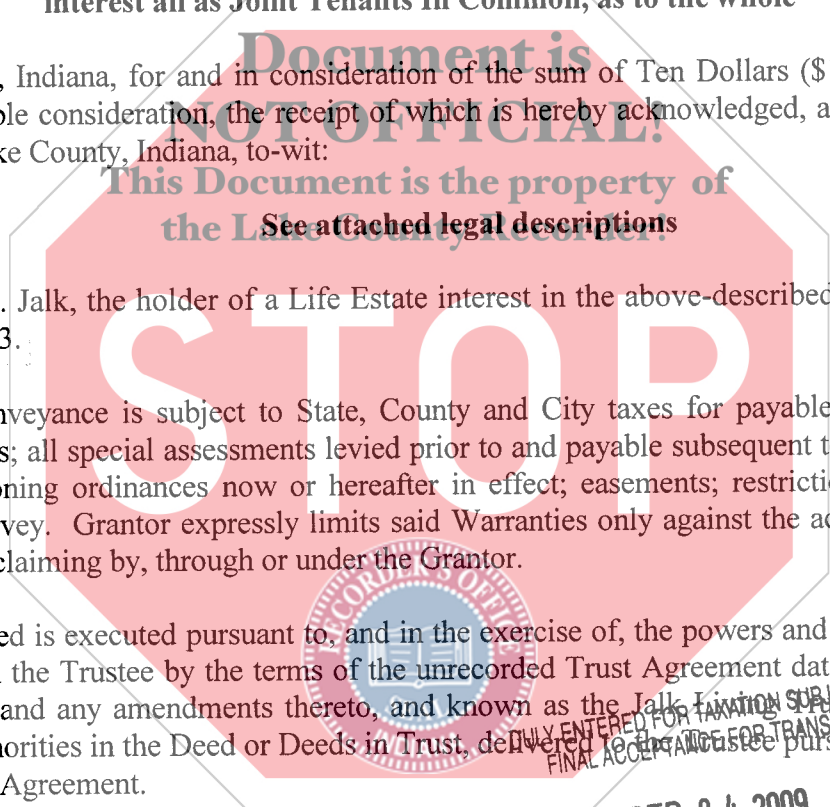 interest all as Joint Tenants in Common, as to the whole
Document is
, Indiana, for and in consideration of the sum of Ten Dollars ($
NOT OFFICIAL!
ble consideration, the receipt of which is hereby acknowledged, a
ke County, Indiana, to-wit:
This Document is the property of
the Lake County Recorder!
See attached legal descriptions
. Jalk, the holder of a Life Estate interest in the above-described
3.
STOP
nveyance is subject to State, County and City taxes for payable
s; all special assessments levied prior to and payable subsequent t
oning ordinances now or hereafter in effect; easements; restricti
vey. Grantor expressly limits said Warranties only against the ac
claiming by, through or under the Grantor.
RECORDER'S OFFICE
SEAL
ed is executed pursuant to, and in the exercise of, the powers and
the Trustee by the terms of the unrecorded Trust Agreement dat
and any amendments thereto, and known as the Jalk Living Tru
norities in the Deed or Deeds in Trust, delivered to the Trustee purs
Agreement.
DULY ENTERED FOR TAXATION SUBJ
FINAL ACCEPTANCE FOR TRANS
2009